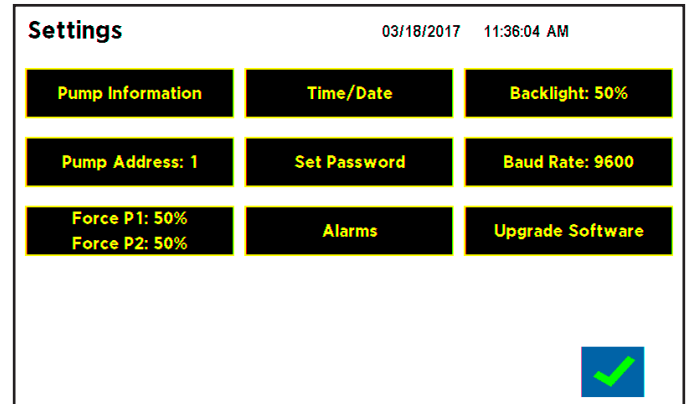 Settings
03/18/2017 11:36:04 AM
Pump Information
Time/Date
Backlight: 50%
Pump Address: 1
Set Password
Baud Rate: 9600
Force P1: 50%
Force P2: 50%
Alarms
Upgrade Software